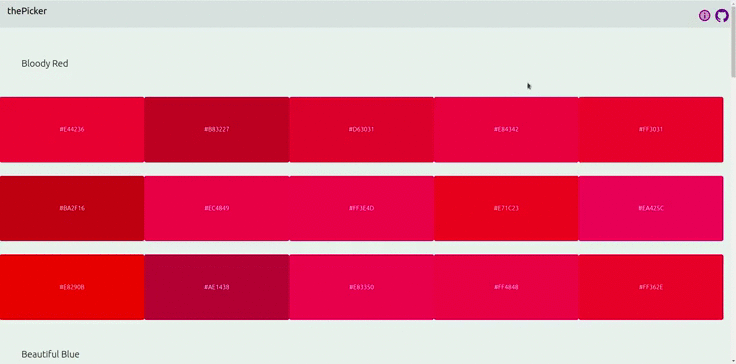 thePicker
Bloody Red
#E44236
#B83227
#D63031
#E84342
#FF3031
#BA2F16
#EC4849
#FF3E4D
#E71C23
#EA425C
#E8290B
#AE1438
#E83350
#FF4848
#FF362E
Beautiful Blue